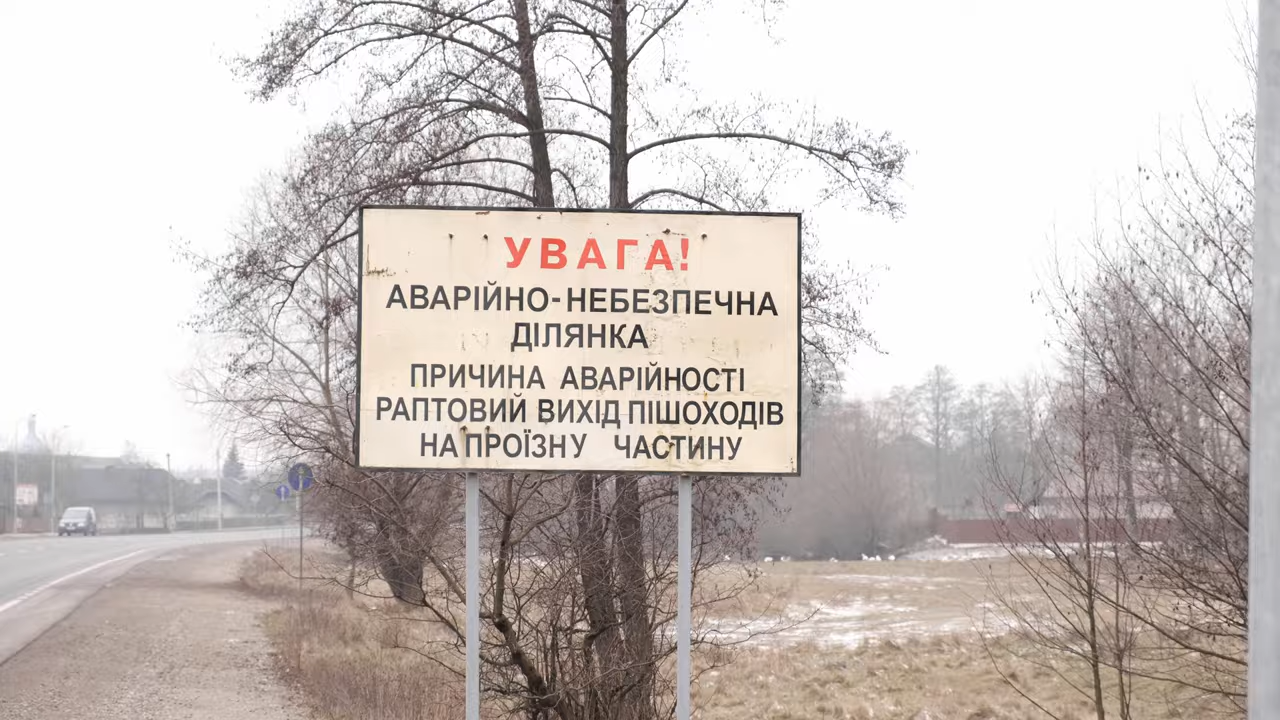 УВАГА!
АВАРІЙНО-НЕБЕЗПЕЧНА
ДІЛЯНКА
ПРИЧИНА АВАРІЙНОСТІ
РАПТОВИЙ ВИХІД ПІШОХОДІВ
НА ПРОЇЗНУ ЧАСТИНУ